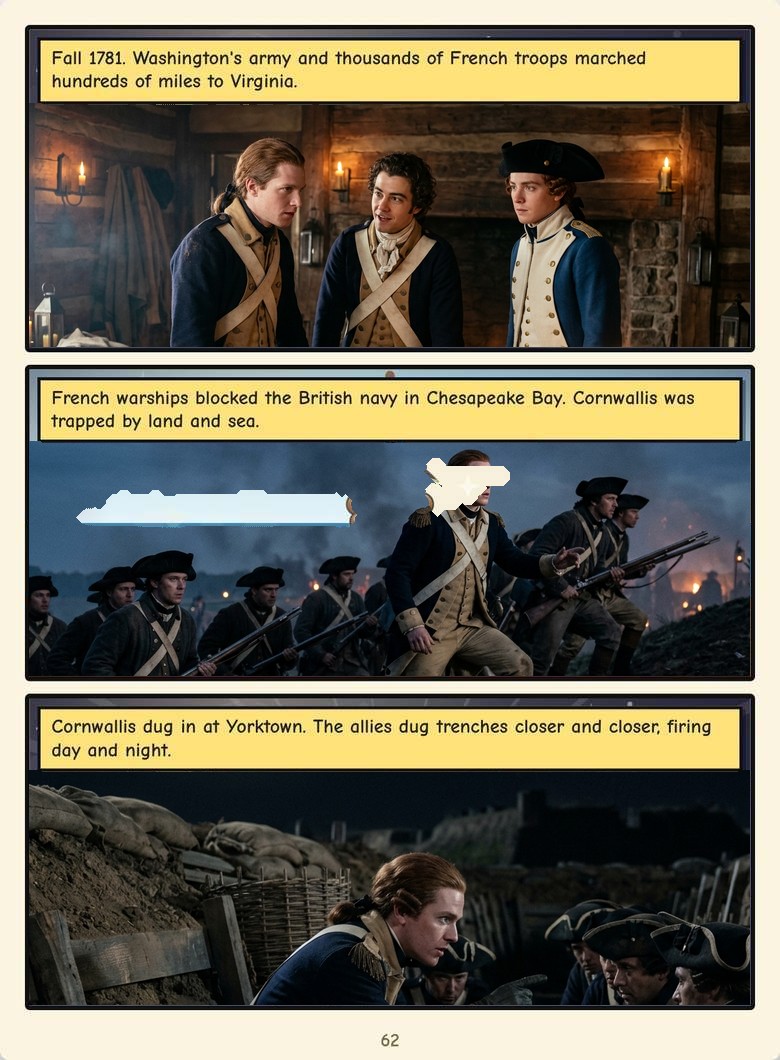 Fall 1781. Washington's army and thousands of French troops marched
hundreds of miles to Virginia.
French warships blocked the British navy in Chesapeake Bay. Cornwallis was
trapped by land and sea.
Cornwallis dug in at Yorktown. The allies dug trenches closer and closer, firing
day and night.
62